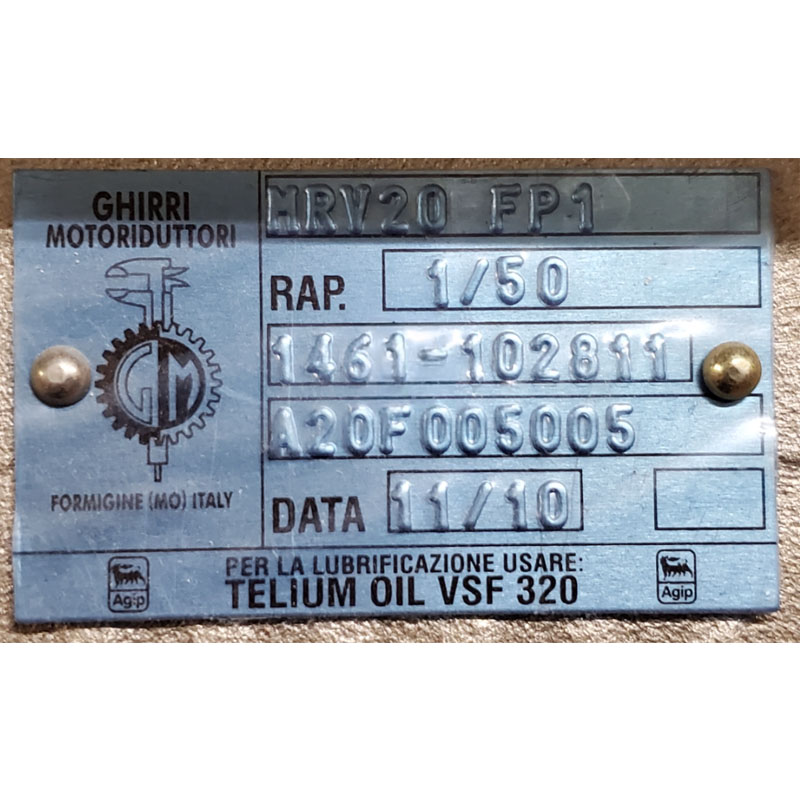 GHIRRI
MOTORIDUTTORI
GM
FORMIGINE (MO) ITALY
MRV20 FP1
RAP. 1/50
1461-102811
A20F005005
DATA 11/10
PER LA LUBRIFICAZIONE USARE:
TELIUM OIL VSF 320
Agip
Agip